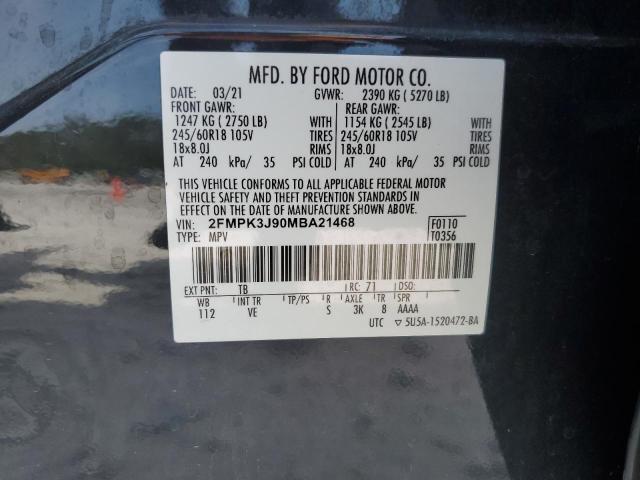 MFD. BY FORD MOTOR CO.
DATE: 03/21 GVWR: 2390 KG ( 5270 LB)
FRONT GAWR: REAR GAWR:
1247 KG ( 2750 LB) WITH 1154 KG ( 2545 LB) WITH
245/60R18 105V TIRES 245/60R18 105V TIRES
18x8.0J RIMS 18x8.0J RIMS
AT 240 kPa/ 35 PSI COLD AT 240 kPa/ 35 PSI COLD
THIS VEHICLE CONFORMS TO ALL APPLICABLE FEDERAL MOTOR
VEHICLE SAFETY AND THEFT PREVENTION STANDARDS IN
EFFECT ON THE DATE OF MANUFACTURE SHOWN ABOVE.
VIN: 2FMPK3J90MBA21468 F0110
TYPE: MPV T0356
EXT PNT: TB RC: 71 DSO:
WB INT TR TP/PS R AXLE TR SPR
112 VE S 3K 8 AAAA
UTC ▽5U5A-1520472-BA